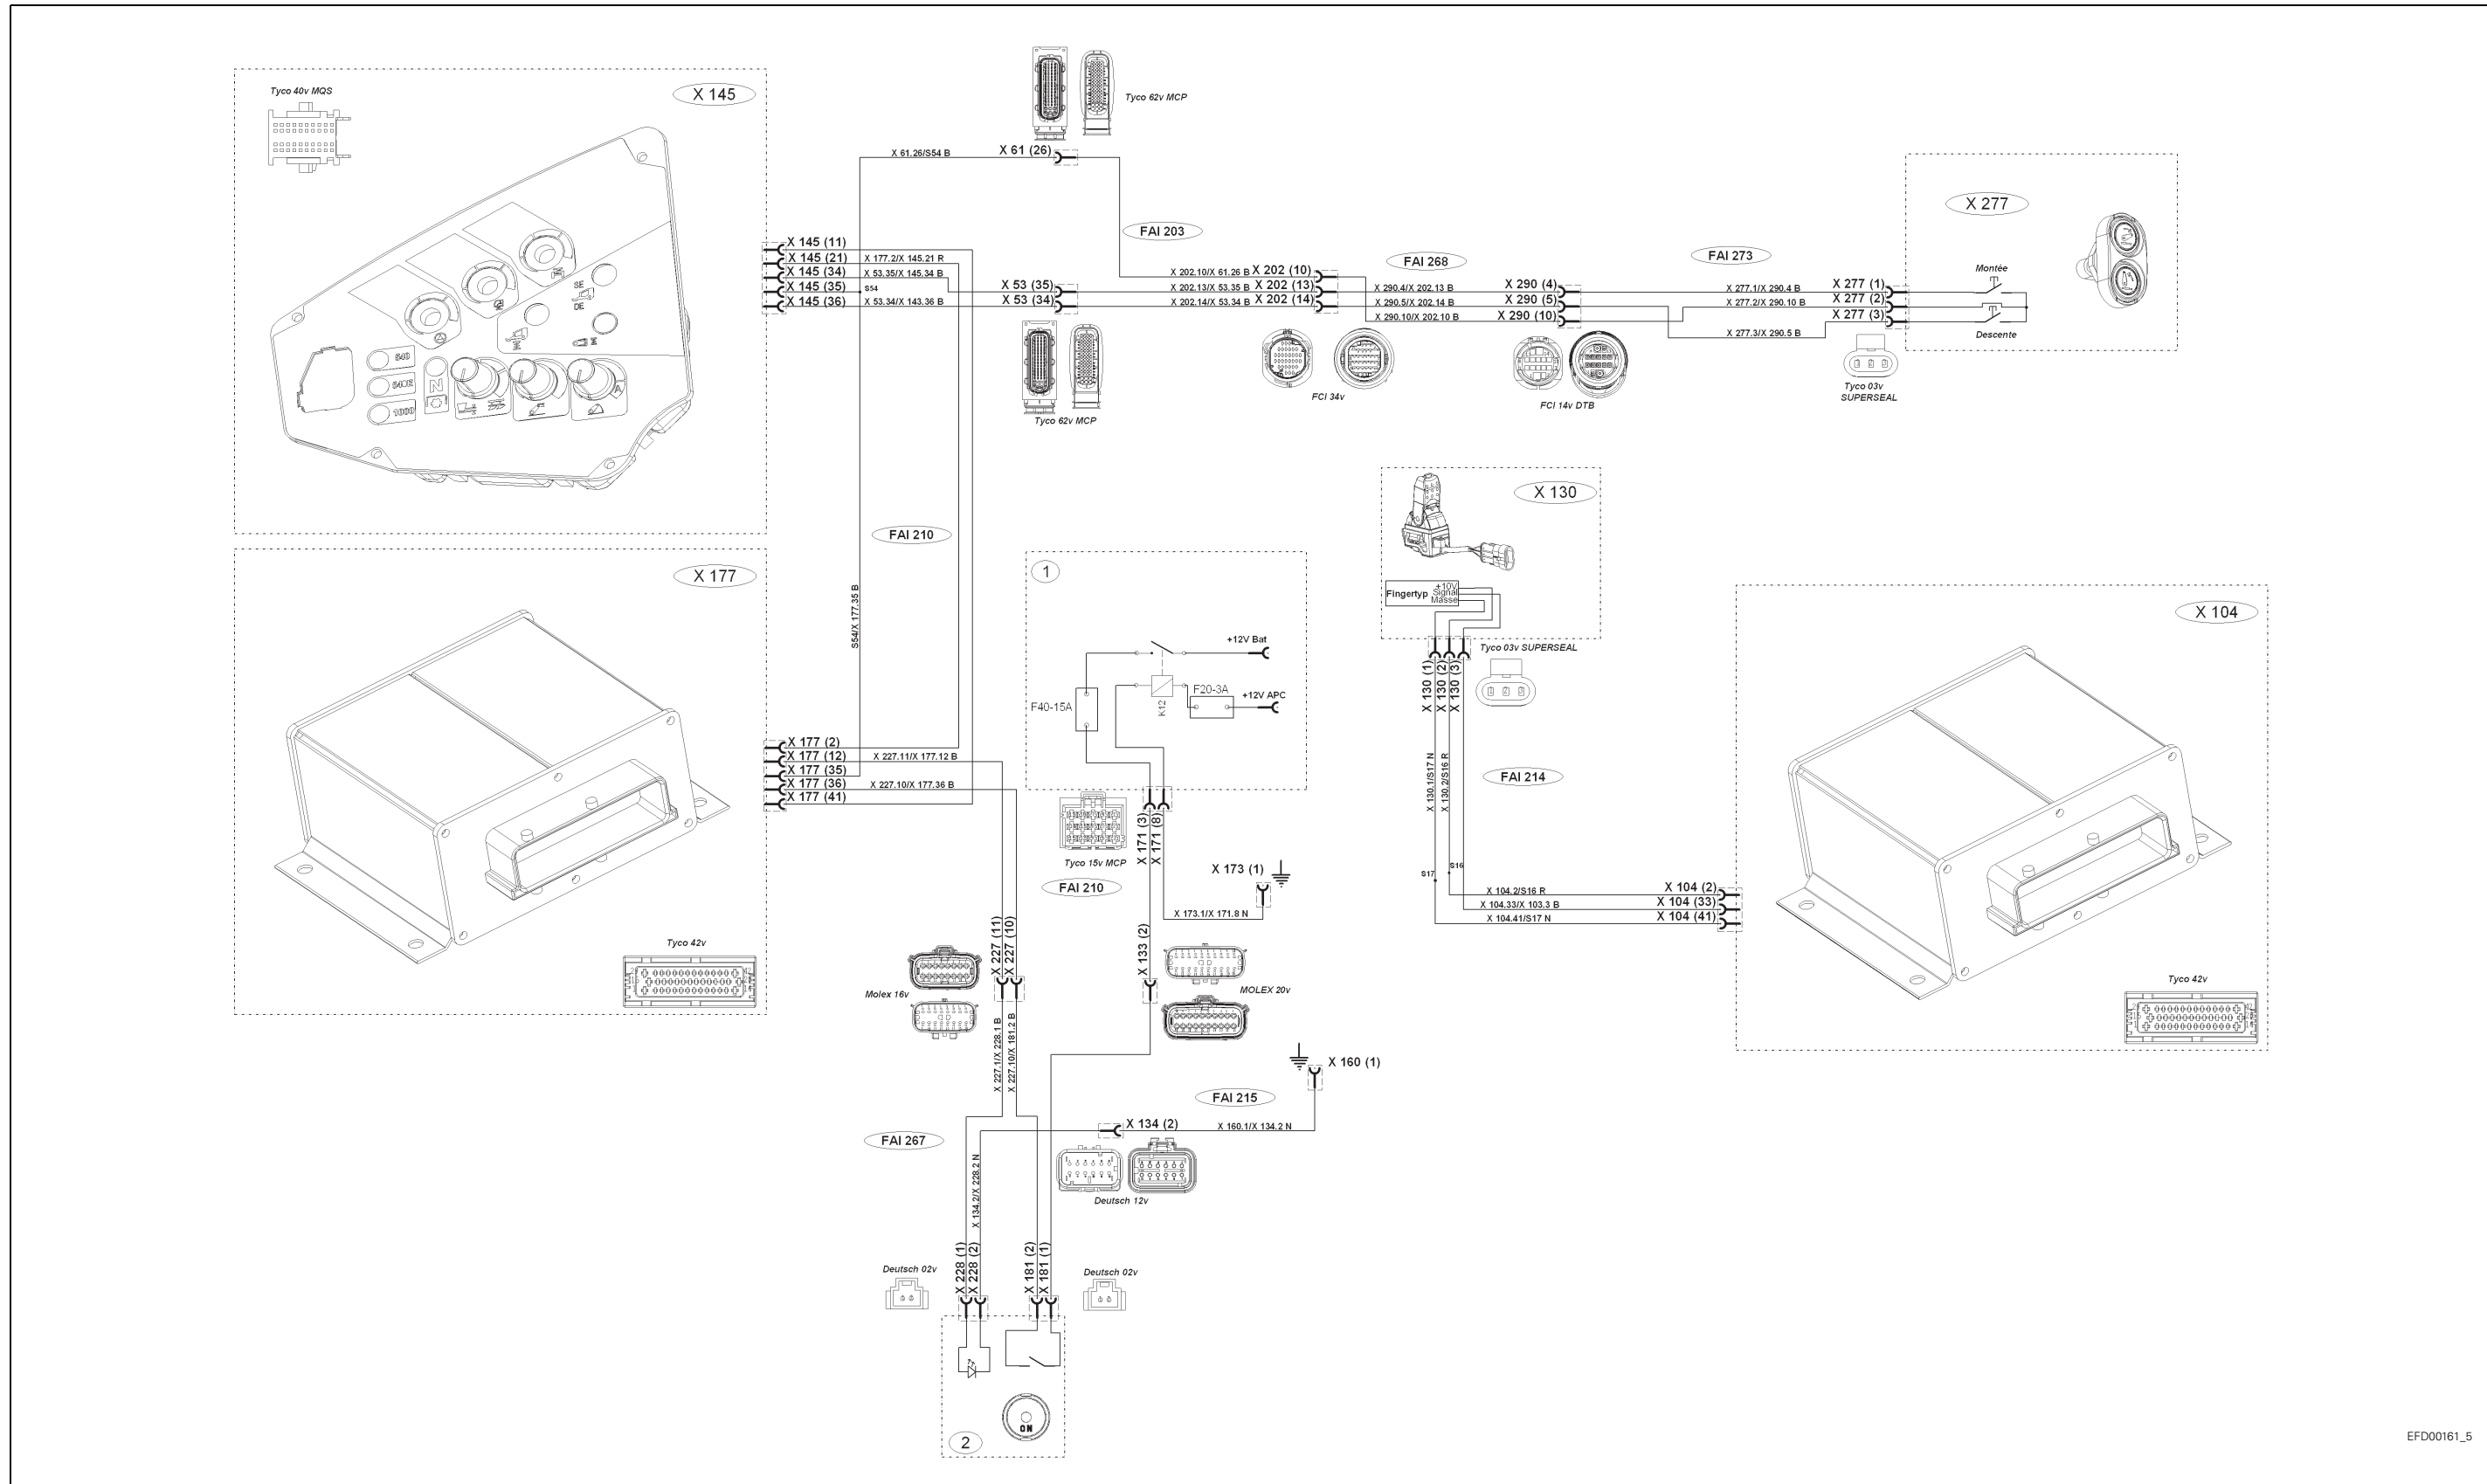 Tyco 40v MQS
X 145
Tyco 62v MCP
X 61.26/S54 B
X 61 (26)
FAI 203
X 277
X 145 (11)
X 145 (21)
X 177.2/X 145.21 R
X 145 (34)
X 53.35/X 145.34 B
X 145 (35)
S54
X 145 (36)
X 53.34/X 143.36 B
X 53 (35)
X 53 (34)
X 202.10/X 61.26 B
X 202 (10)
X 202.13/X 53.35 B
X 202 (13)
X 202.14/X 53.34 B
X 202 (14)
FAI 268
X 290.4/X 202.13 B
X 290 (4)
X 290.5/X 202.14 B
X 290 (5)
X 290.10/X 202.10 B
X 290 (10)
FAI 273
X 277.1/X 290.4 B
X 277 (1)
X 277.2/X 290.10 B
X 277 (2)
X 277 (3)
X 277.3/X 290.5 B
Montée
Descente
SE
DE
540
540E
1000
N
A
Tyco 62v MCP
FCI 34v
FCI 14v DTB
Tyco 03v
SUPERSEAL
FAI 210
X 177
S54/X 177.35 B
1
+12V Bat
F40-15A
K12
F20-3A
+12V APC
X 130
Fingertyp
+10V
Signal
Masse
Tyco 03v SUPERSEAL
1 2 3
X 130 (1)
X 130 (2)
X 130 (3)
X 104
X 177 (2)
X 177 (12)
X 227.11/X 177.12 B
X 177 (35)
X 177 (36)
X 227.10/X 177.36 B
X 177 (41)
X 130.1/S17 N
X 130.2/S16 R
FAI 214
Tyco 15v MCP
X 171 (3)
X 171 (8)
FAI 210
X 173 (1)
X 173.1/X 171.8 N
S17
S16
X 104.2/S16 R
X 104 (2)
X 104.33/X 103.3 B
X 104 (33)
X 104.41/S17 N
X 104 (41)
Tyco 42v
Molex 16v
X 227 (11)
X 227 (10)
X 133 (2)
MOLEX 20v
Tyco 42v
X 227.1/X 228.1 B
X 227.10/X 181.2 B
X 160 (1)
FAI 215
FAI 267
X 134 (2)
X 160.1/X 134.2 N
X 134.2/X 228.2 N
Deutsch 12v
Deutsch 02v
X 228 (1)
X 228 (2)
X 181 (2)
X 181 (1)
Deutsch 02v
ON
2
EFD00161_5